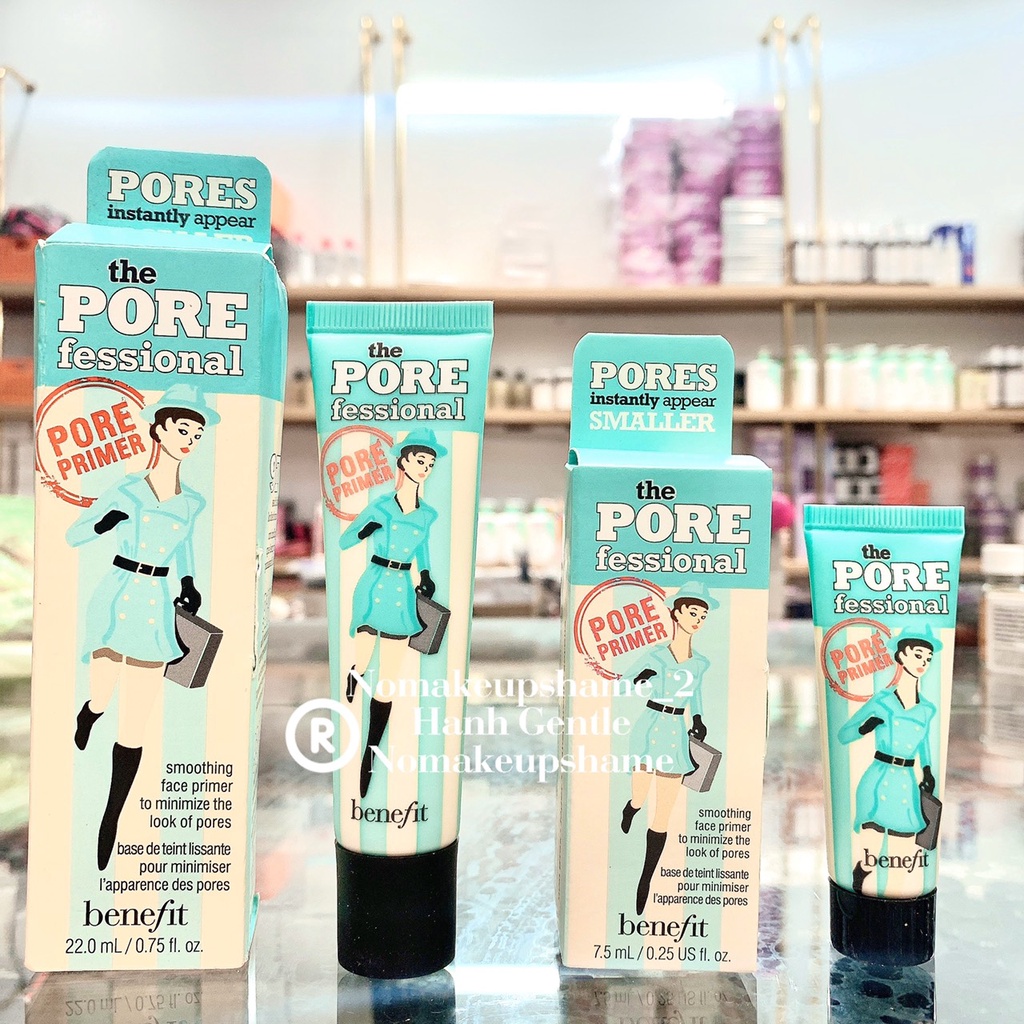 PORES
instantly appear
the
PORE
fessional
PORE
PRIMER
smoothing
face primer
to minimize the
look of pores
base de teint lissante
pour minimiser
l'apparence des pores
benefit
22.0 mL / 0.75 fl. oz.
the
PORE
fessional
PORE
PRIMER
benefit
PORES
instantly appear
SMALLER
the
PORE
fessional
PORE
PRIMER
smoothing
face primer
to minimize the
look of pores
base de teint lissante
pour minimiser
l'apparence des pores
benefit
7.5 mL / 0.25 US fl. oz.
the
PORE
fessional
PORE
PRIMER
benefit
Nomakeupshame_2
® Hanh Gentle
Nomakeupshame